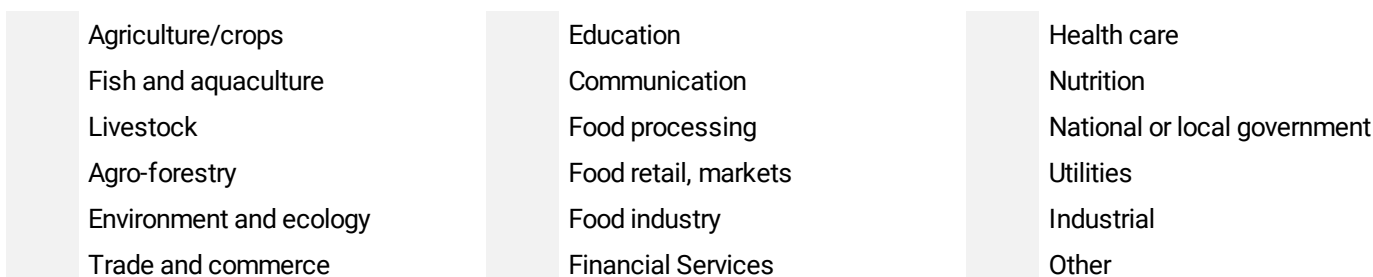 Agriculture/crops
Fish and aquaculture
Livestock
Agro-forestry
Environment and ecology
Trade and commerce
Education
Communication
Food processing
Food retail, markets
Food industry
Financial Services
Health care
Nutrition
National or local government
Utilities
Industrial
Other